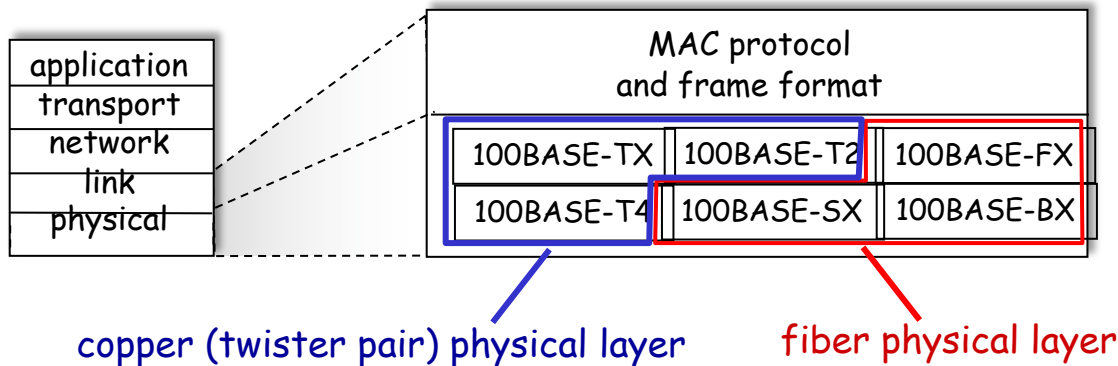 application
transport
network
link
physical
MAC protocol
and frame format
100BASE-TX
100BASE-T2
100BASE-FX
100BASE-T4
100BASE-SX
100BASE-BX
copper (twister pair) physical layer
fiber physical layer